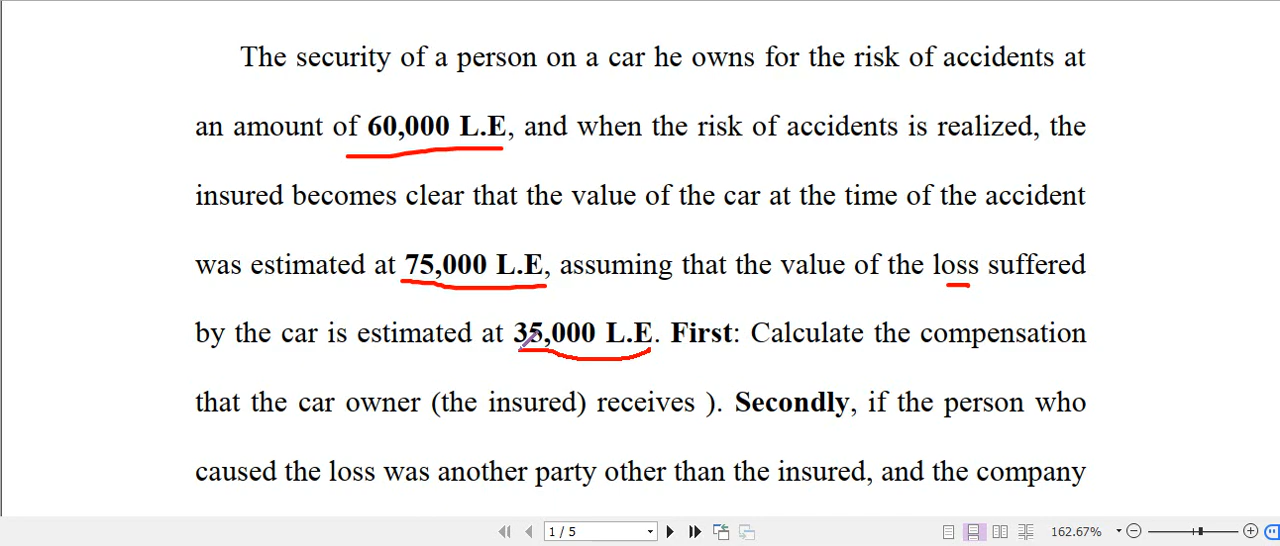 The security of a person on a car he owns for the risk of accidents at
an amount of 60,000 L.E, and when the risk of accidents is realized, the
insured becomes clear that the value of the car at the time of the accident
was estimated at 75,000 L.E, assuming that the value of the loss suffered
by the car is estimated at 35,000 L.E. First: Calculate the compensation
that the car owner (the insured) receives ). Secondly, if the person who
caused the loss was another party other than the insured, and the company
1 / 5
162.67%